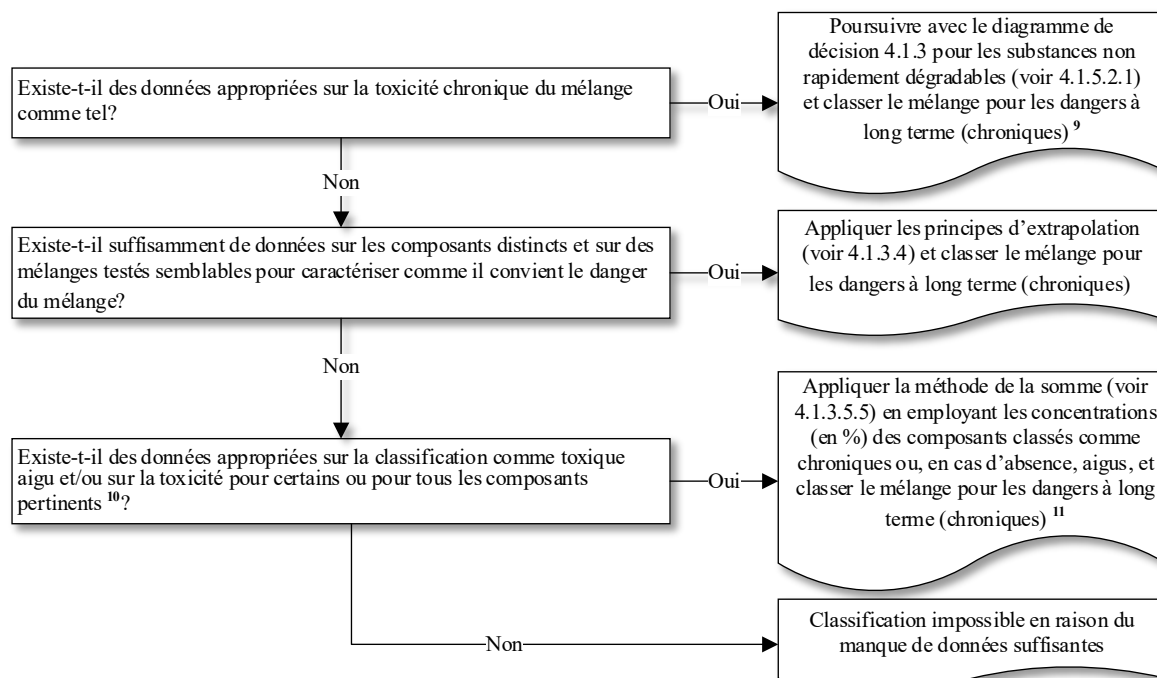 Existe-t-il des données appropriées sur la toxicité chronique du mélange
comme tel?
Oui
Poursuivre avec le diagramme de
décision 4.1.3 pour les substances non
rapidement dégradables (voir 4.1.5.2.1)
et classer le mélange pour les dangers à
long terme (chroniques) 9
Non
Existe-t-il suffisamment de données sur les composants distincts et sur des
mélanges testés semblables pour caractériser comme il convient le danger
du mélange?
Oui
Appliquer les principes d’extrapolation
(voir 4.1.3.4) et classer le mélange pour
les dangers à long terme (chroniques)
Non
Existe-t-il des données appropriées sur la classification comme toxique
aigu et/ou sur la toxicité pour certains ou pour tous les composants
pertinents 10?
Oui
Appliquer la méthode de la somme (voir
4.1.3.5.5) en employant les concentrations
(en %) des composants classés comme
chroniques ou, en cas d’absence, aigus, et
classer le mélange pour les dangers à long
terme (chroniques) 11
Non
Classification impossible en raison du
manque de données suffisantes